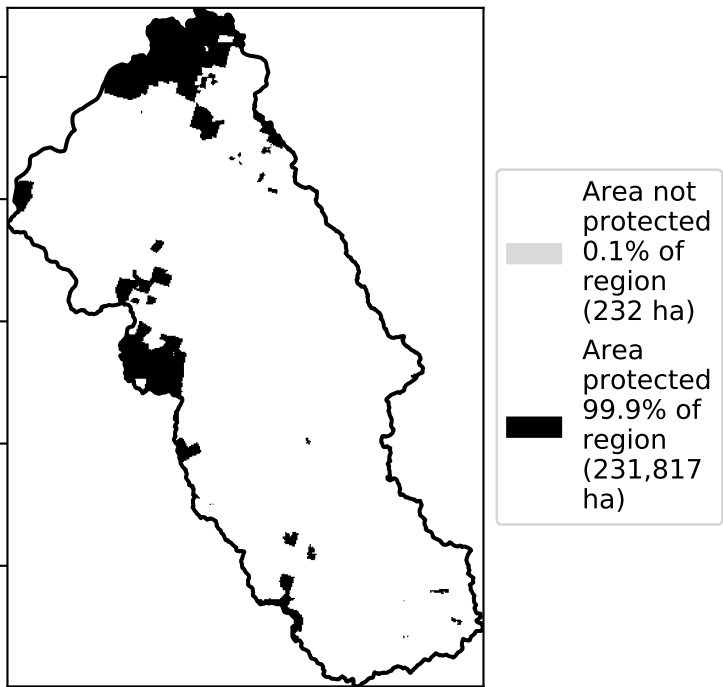 Area not
protected
0.1% of
region
(232 ha)
Area
protected
99.9% of
region
(231,817
ha)